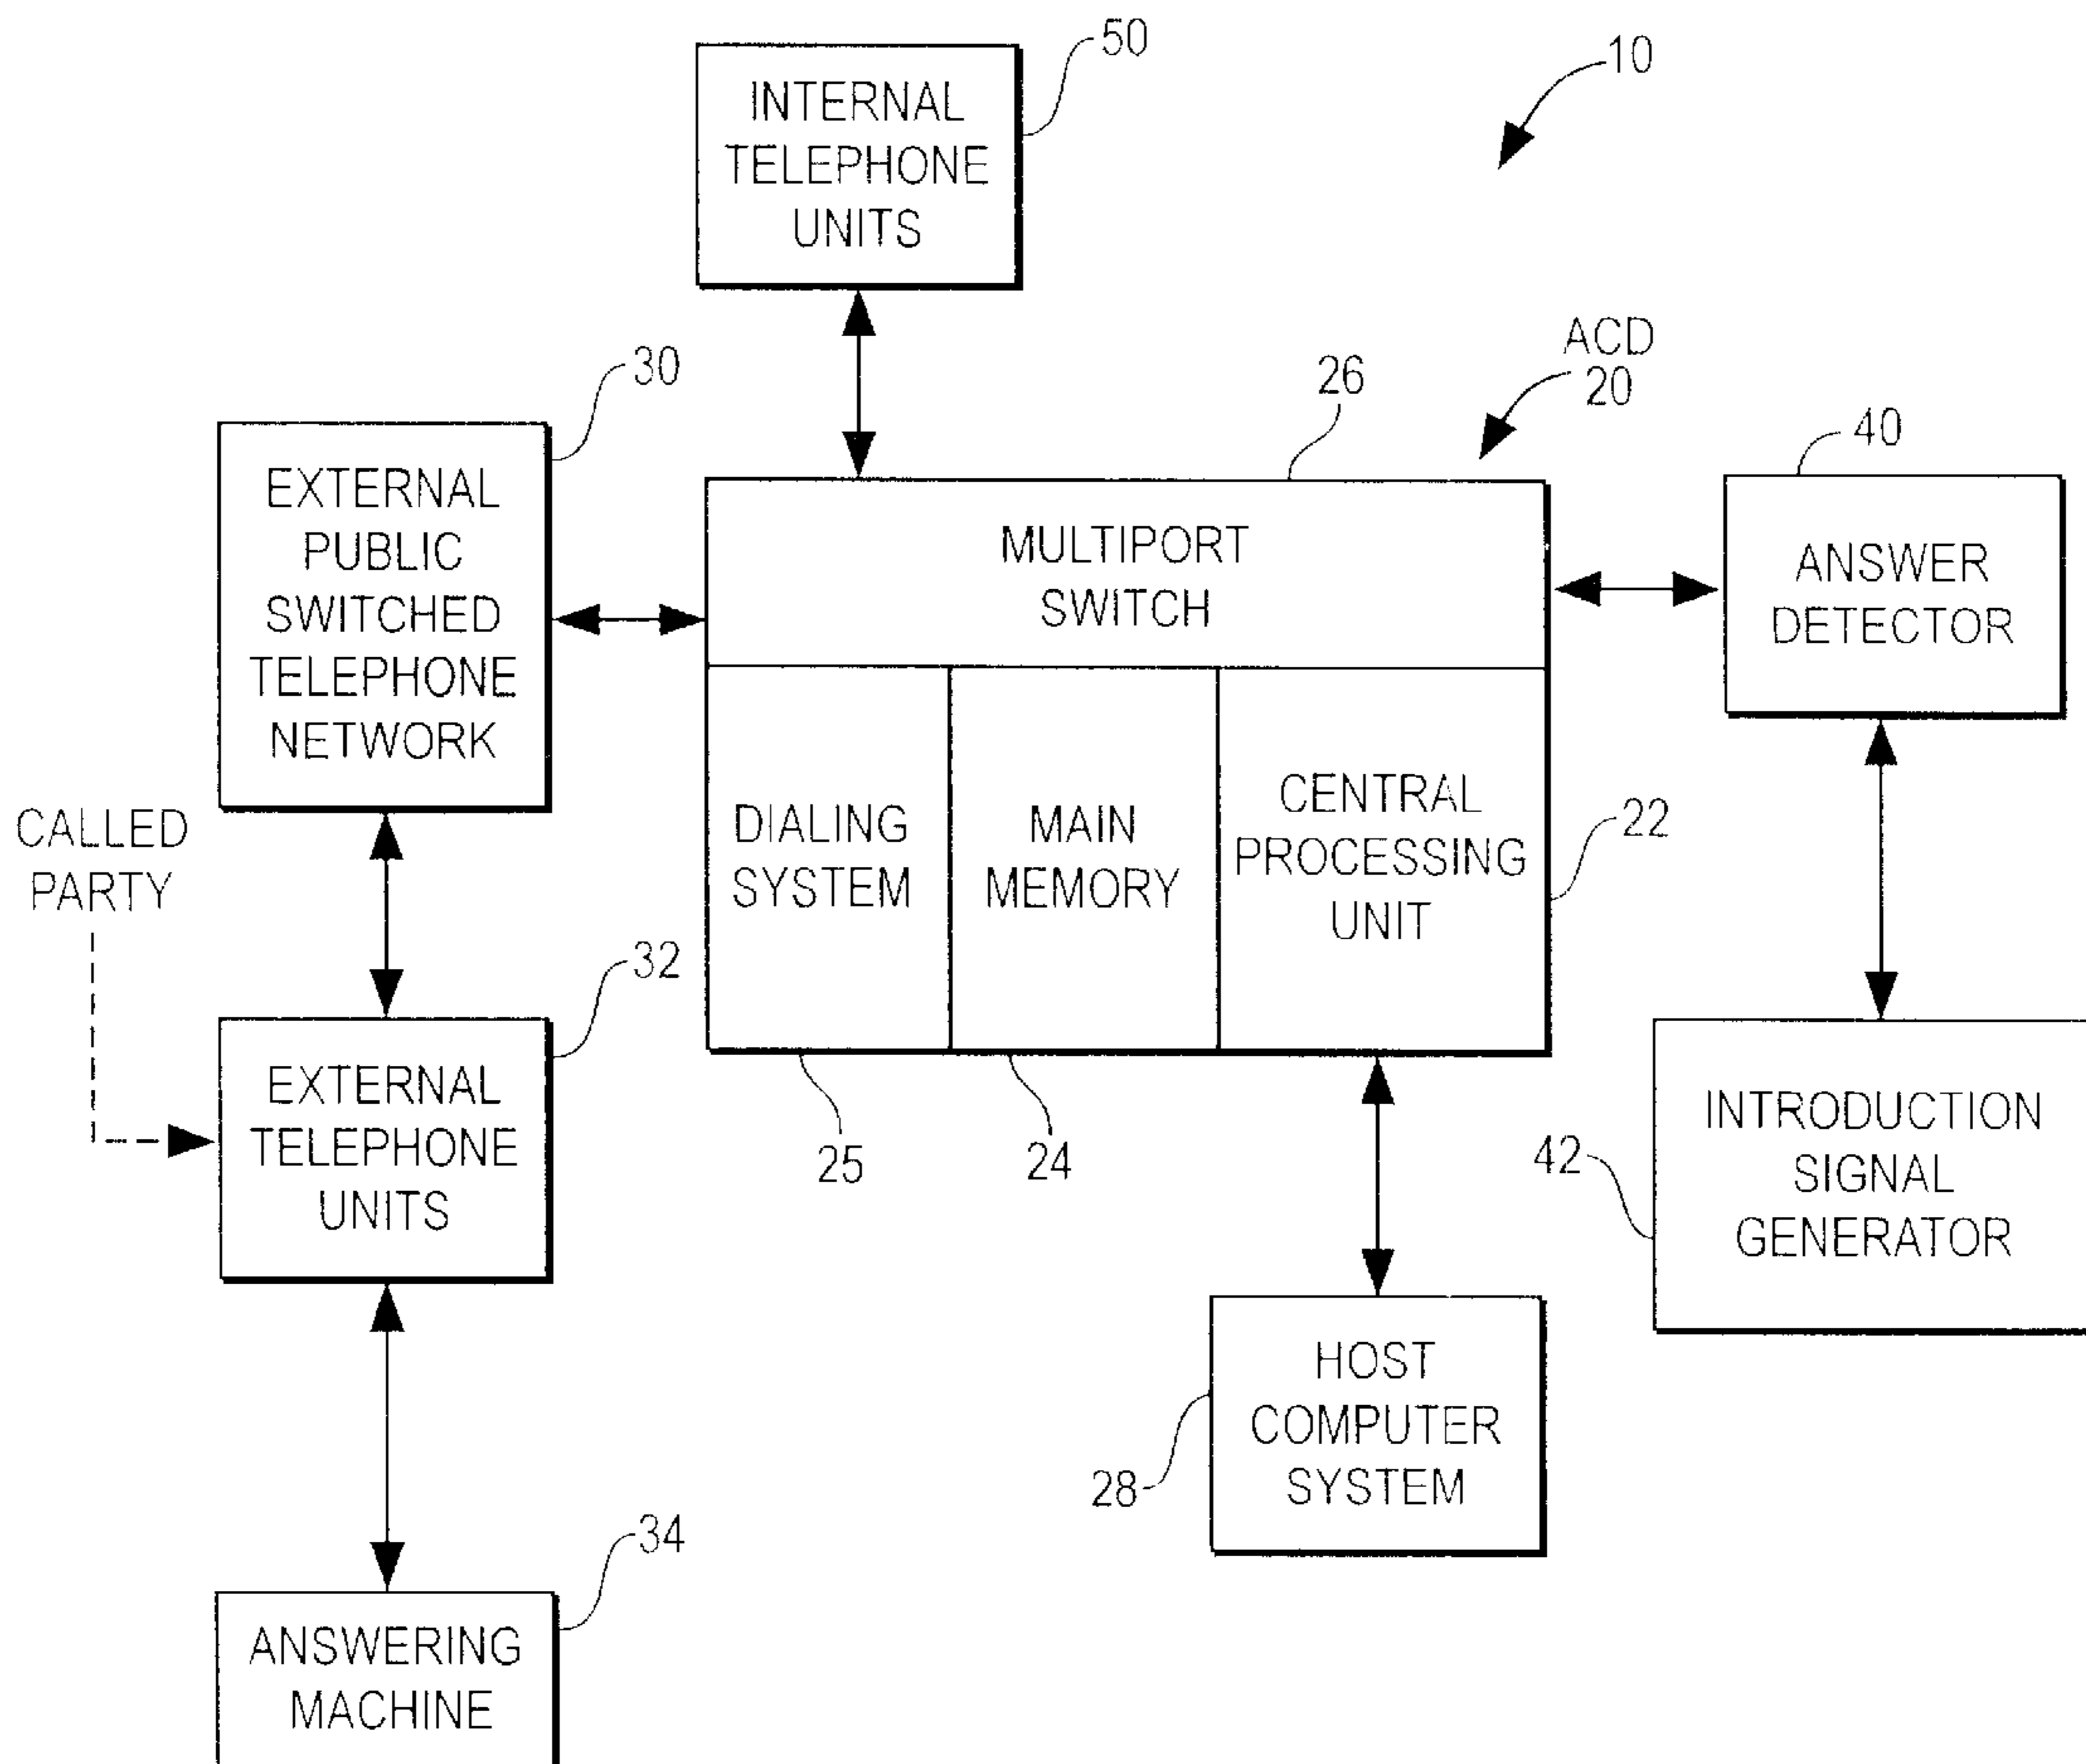 50
10
INTERNAL
TELEPHONE
UNITS
ACD
20
30
26
40
EXTERNAL
PUBLIC
SWITCHED
TELEPHONE
NETWORK
MULTIPORT
SWITCH
ANSWER
DETECTOR
CALLED
PARTY
DIALING
SYSTEM
MAIN
MEMORY
CENTRAL
PROCESSING
UNIT
22
32
EXTERNAL
TELEPHONE
UNITS
25
24
42
INTRODUCTION
SIGNAL
GENERATOR
HOST
COMPUTER
SYSTEM
28
34
ANSWERING
MACHINE